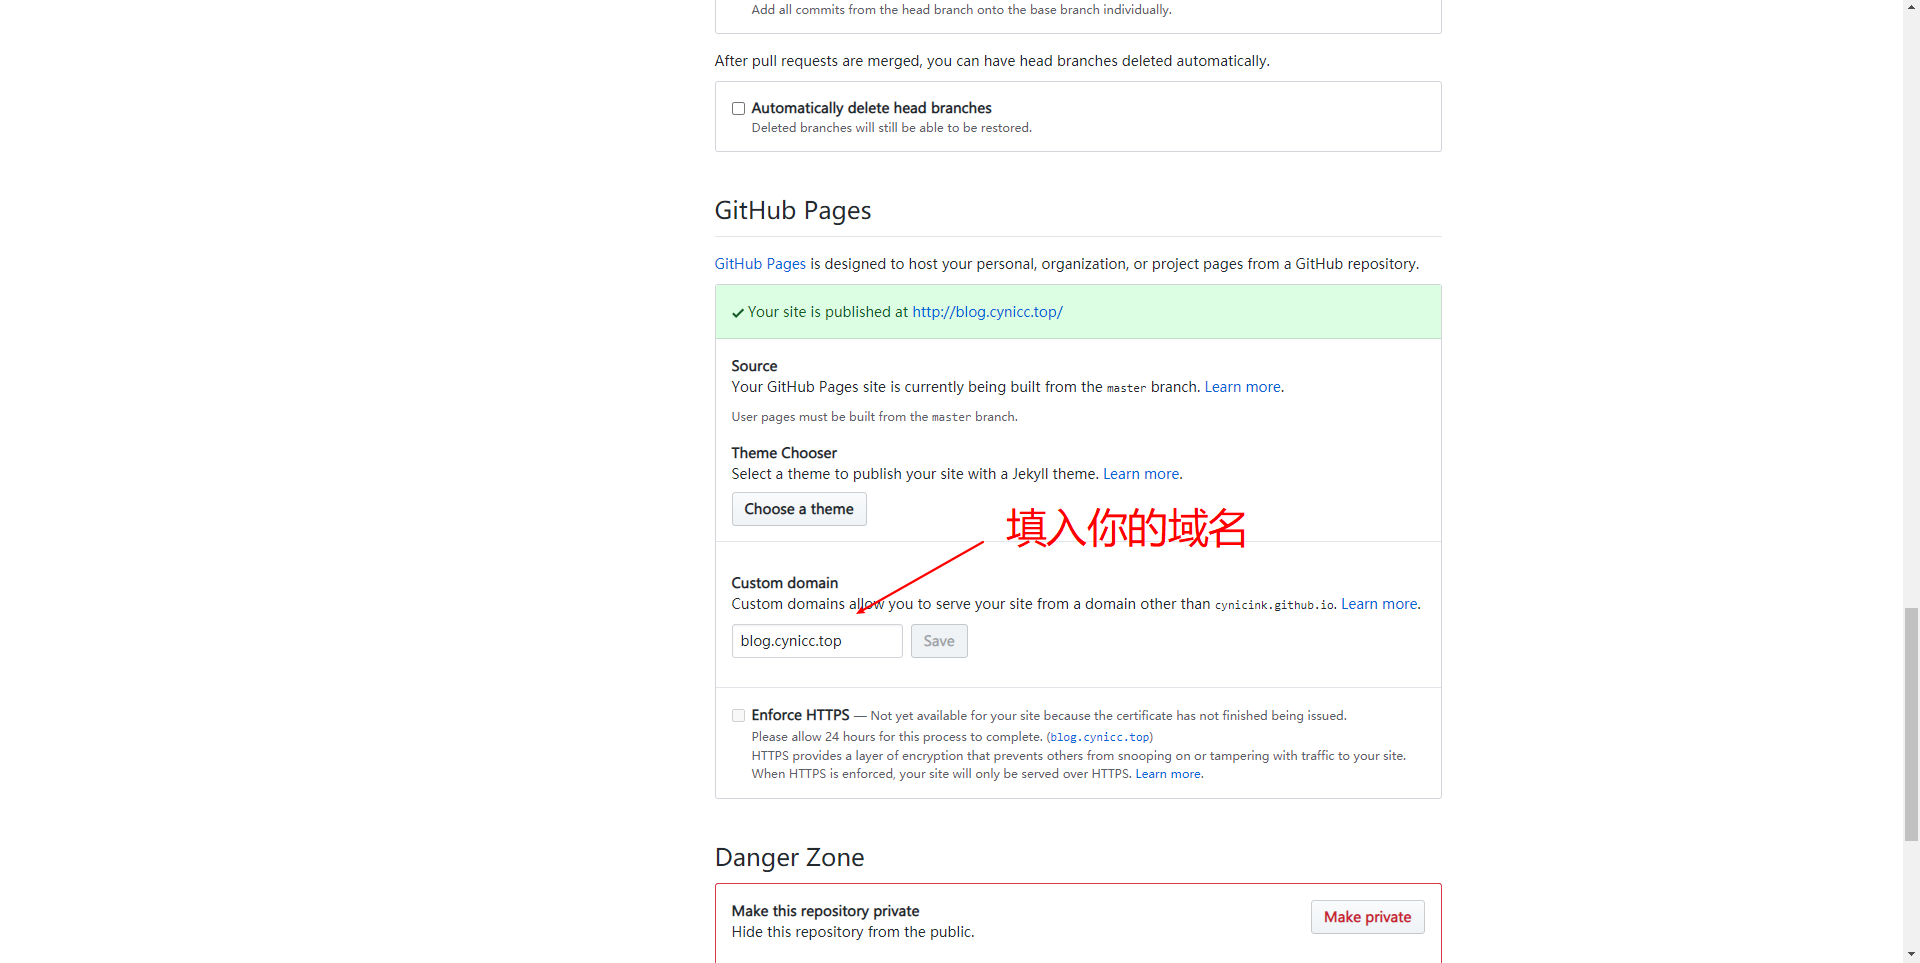 Add all commits from the head branch onto the base branch individually.
After pull requests are merged, you can have head branches deleted automatically.
Automatically delete head branches
Deleted branches will still be able to be restored.
GitHub Pages
GitHub Pages is designed to host your personal, organization, or project pages from a GitHub repository.
Your site is published at http://blog.cynicc.top/
Source
Your GitHub Pages site is currently being built from the master branch. Learn more.
User pages must be built from the master branch.
Theme Chooser
Select a theme to publish your site with a Jekyll theme. Learn more.
Choose a theme
填入你的域名
Custom domain
Custom domains allow you to serve your site from a domain other than cynicink.github.io. Learn more.
blog.cynicc.top Save
Enforce HTTPS — Not yet available for your site because the certificate has not finished being issued.
Please allow 24 hours for this process to complete. (blog.cynicc.top)
HTTPS provides a layer of encryption that prevents others from snooping on or tampering with traffic to your site.
When HTTPS is enforced, your site will only be served over HTTPS. Learn more.
Danger Zone
Make this repository private
Hide this repository from the public.
Make private